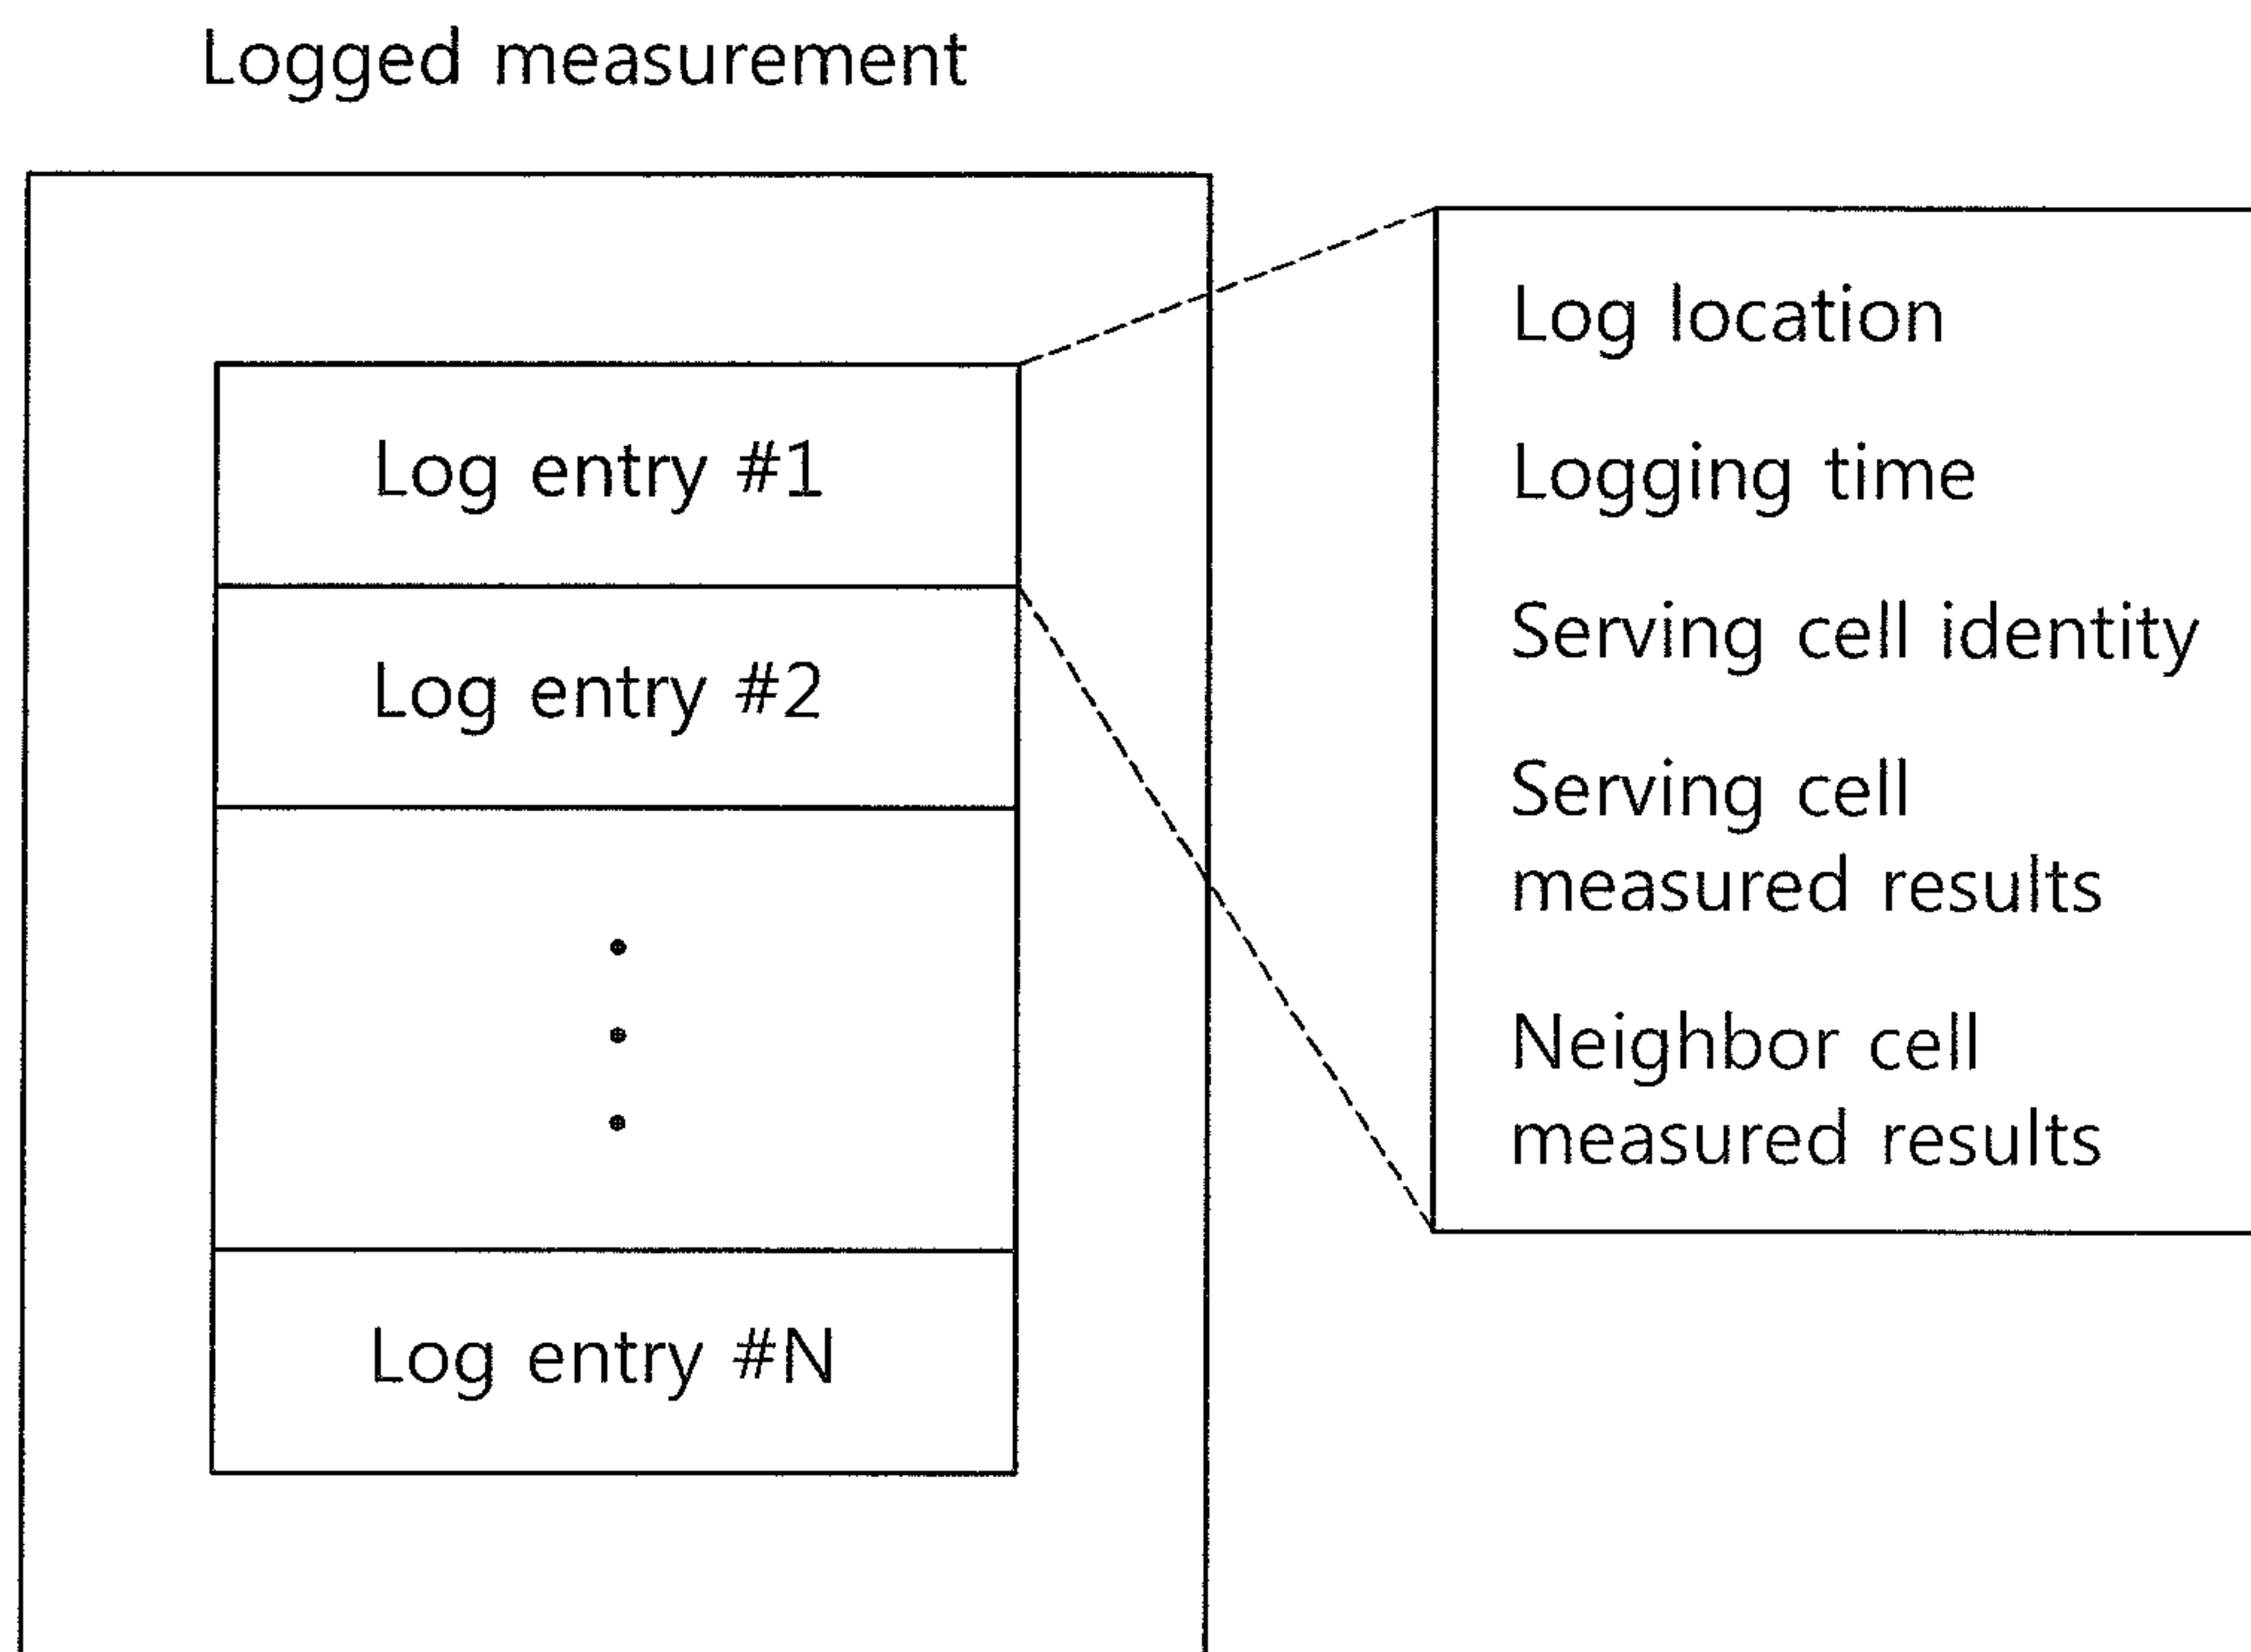 Logged measurement
Log entry #1
Log entry #2
Log entry #N
Log location
Logging time
Serving cell identity
Serving cell
measured results
Neighbor cell
measured results